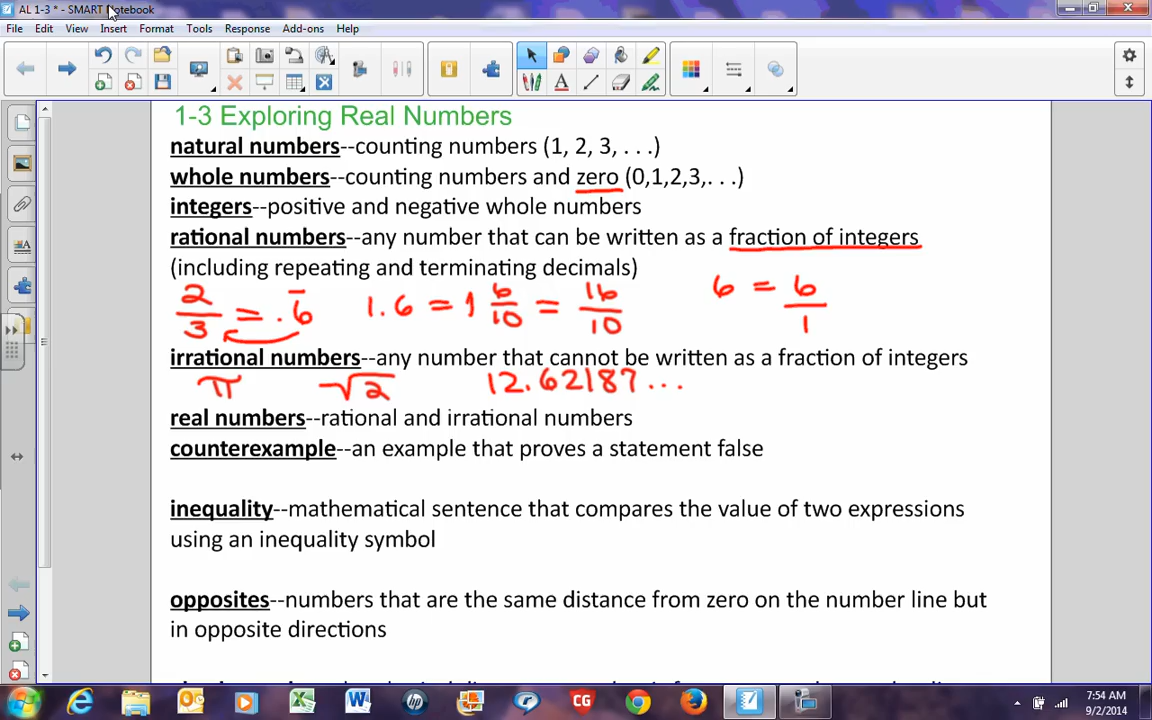 AL 1-3 * - SMART Notebook
File Edit View Insert Format Tools Response Add-ons Help
1-3 Exploring Real Numbers
natural numbers--counting numbers (1, 2, 3, . . .)
whole numbers--counting numbers and zero (0,1,2,3,. . .)
integers--positive and negative whole numbers
rational numbers--any number that can be written as a fraction of integers
(including repeating and terminating decimals)
2/3 = .6̅ 1.6 = 1 6/10 = 16/10 6 = 6/1
irrational numbers--any number that cannot be written as a fraction of integers
π √2 12.62187...
real numbers--rational and irrational numbers
counterexample--an example that proves a statement false
inequality--mathematical sentence that compares the value of two expressions
using an inequality symbol
opposites--numbers that are the same distance from zero on the number line but
in opposite directions
7:54 AM
9/2/2014